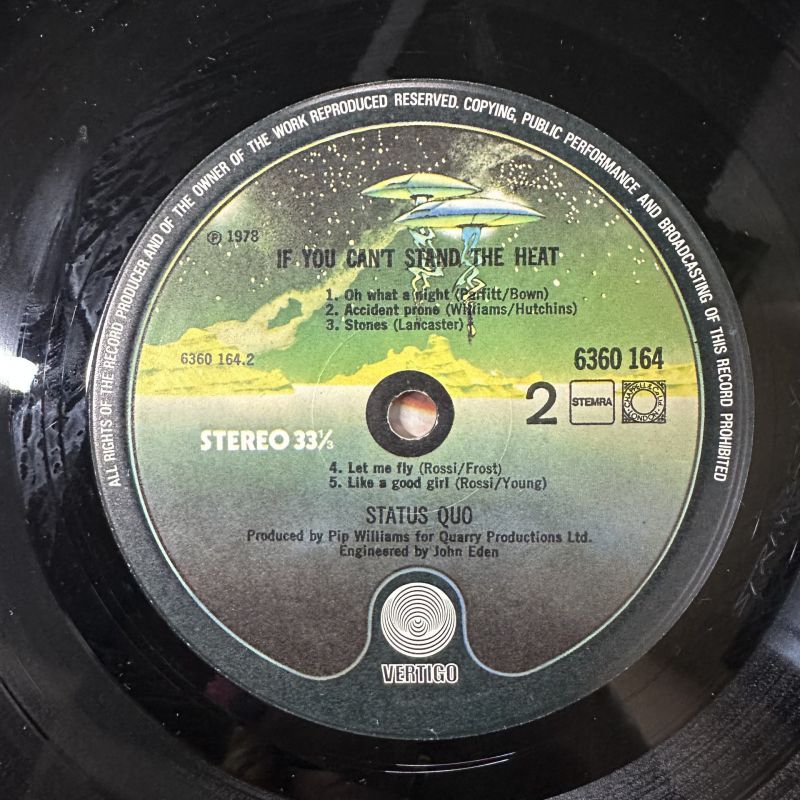 ALL RIGHTS OF THE RECORD PRODUCER AND OF THE OWNER OF THE WORK REPRODUCED RESERVED. COPYING, PUBLIC PERFORMANCE AND BROADCASTING OF THIS RECORD PROHIBITED
℗ 1978
IF YOU CAN'T STAND THE HEAT
1. Oh what a night (Parfitt/Bown)
2. Accident prone (Williams/Hutchins)
3. Stones (Lancaster)
6360 164.2
6360 164
STEREO 33⅓
2
STEMRA
CHAPPELL & Co Ltd
LONDON
4. Let me fly (Rossi/Frost)
5. Like a good girl (Rossi/Young)
STATUS QUO
Produced by Pip Williams for Quarry Productions Ltd.
Engineered by John Eden
VERTIGO